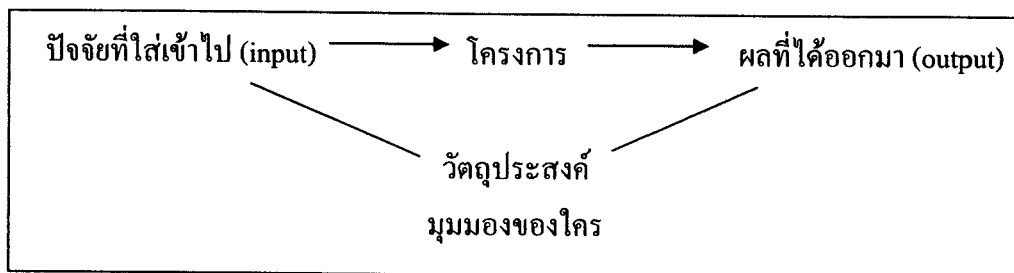 ปัจจัยที่ใส่เข้าไป (input) โครงการ ผลที่ได้ออกมา (output)
วัตถุประสงค์
มุมมองของใคร